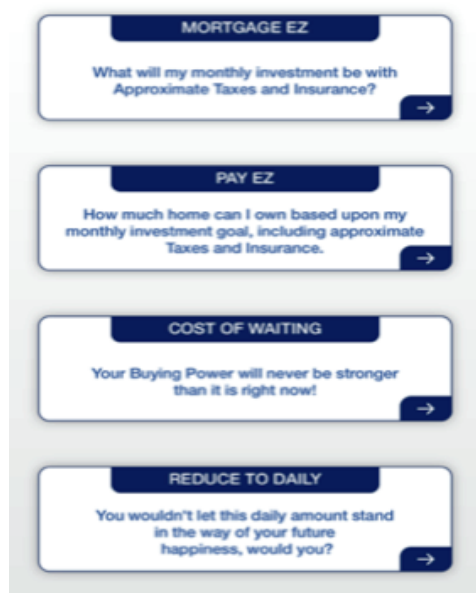 MORTGAGE EZ
What will my monthly investment be with
Approximate Taxes and Insurance?
→
PAY EZ
How much home can I own based upon my
monthly investment goal, including approximate
Taxes and Insurance.
→
COST OF WAITING
Your Buying Power will never be stronger
than it is right now!
→
REDUCE TO DAILY
You wouldn't let this daily amount stand
in the way of your future
happiness, would you?
→